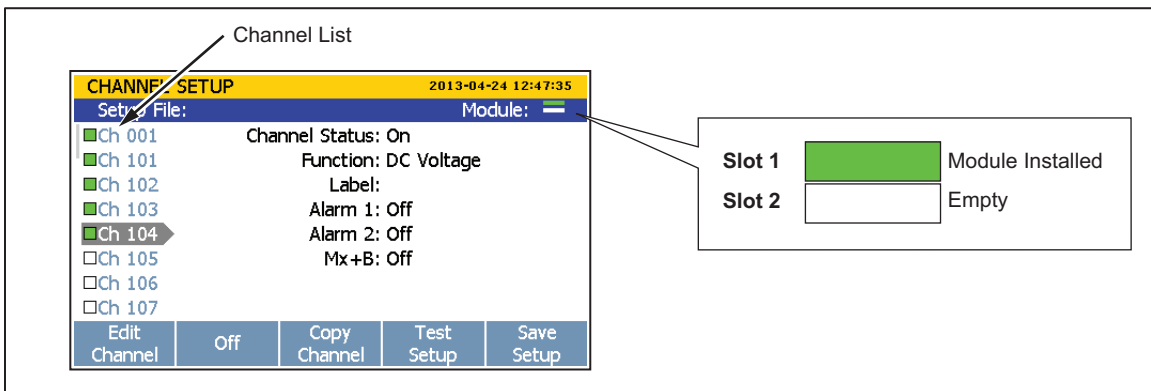 Channel List
CHANNEL SETUP 2013-04-24 12:47:35
Setup File: Module:
Ch 001 Channel Status: On
Ch 101 Function: DC Voltage
Ch 102 Label:
Ch 103 Alarm 1: Off
Ch 104 Alarm 2: Off
Ch 105 Mx+B: Off
Ch 106
Ch 107
Edit Channel Off Copy Channel Test Setup Save Setup
Slot 1 Module Installed
Slot 2 Empty